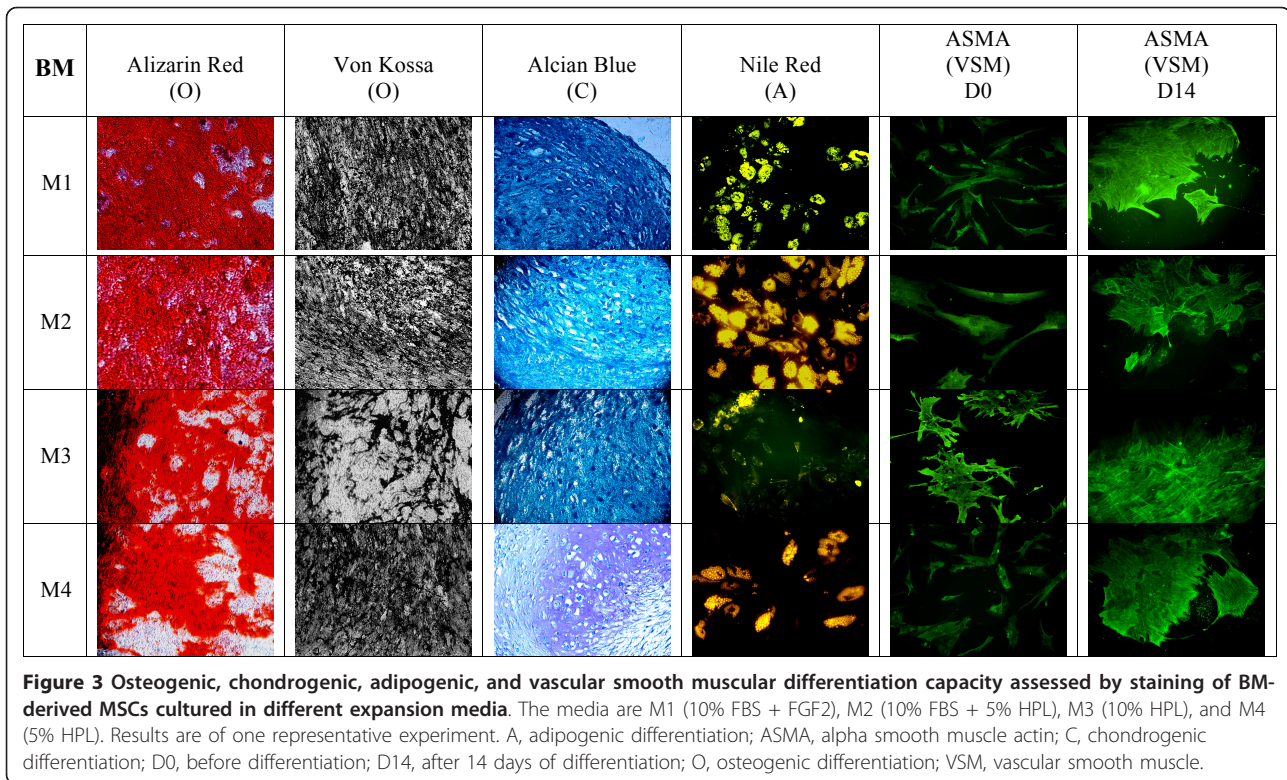 BM
Alizarin Red
(O)
Von Kossa
(O)
Alcian Blue
(C)
Nile Red
(A)
ASMA
(VSM)
D0
ASMA
(VSM)
D14
M1
M2
M3
M4
Figure 3 Osteogenic, chondrogenic, adipogenic, and vascular smooth muscular differentiation capacity assessed by staining of BM-
derived MSCs cultured in different expansion media. The media are M1 (10% FBS + FGF2), M2 (10% FBS + 5% HPL), M3 (10% HPL), and M4
(5% HPL). Results are of one representative experiment. A, adipogenic differentiation; ASMA, alpha smooth muscle actin; C, chondrogenic
differentiation; D0, before differentiation; D14, after 14 days of differentiation; O, osteogenic differentiation; VSM, vascular smooth muscle.